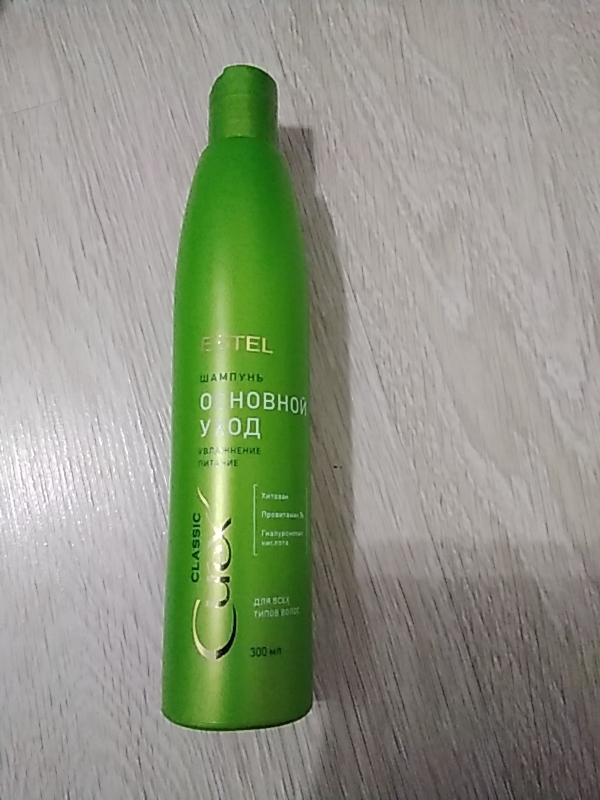 ESTEL
ШАМПУНЬ
ОСНОВНОЙ
УХОД
УВЛАЖНЕНИЕ
ПИТАНИЕ
Хитозан
Провитамин B₅
Гиалуроновая
кислота
CLASSIC
Curex
ДЛЯ ВСЕХ
ТИПОВ ВОЛОС
300 мл